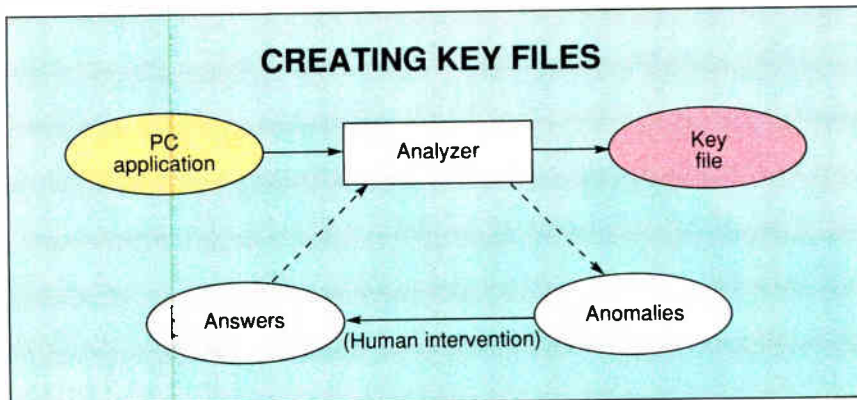 CREATING KEY FILES
PC
application
Analyzer
Key
file
Answers
(Human intervention)
Anomalies